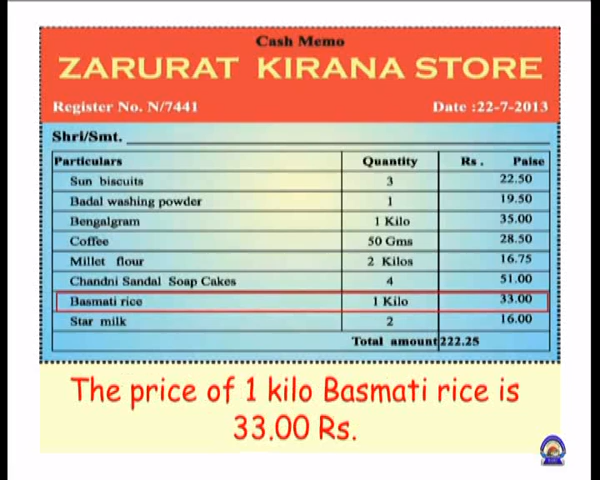 Cash Memo
ZARURAT KIRANA STORE
Register No. N/7441 Date :22-7-2013
Shri/Smt.
Particulars Quantity Rs. Paise
Sun biscuits 3 22.50
Badal washing powder 1 19.50
Bengalgram 1 Kilo 35.00
Coffee 50 Gms 28.50
Millet flour 2 Kilos 16.75
Chandni Sandal Soap Cakes 4 51.00
Basmati rice 1 Kilo 33.00
Star milk 2 16.00
Total amount 222.25
The price of 1 kilo Basmati rice is
33.00 Rs.